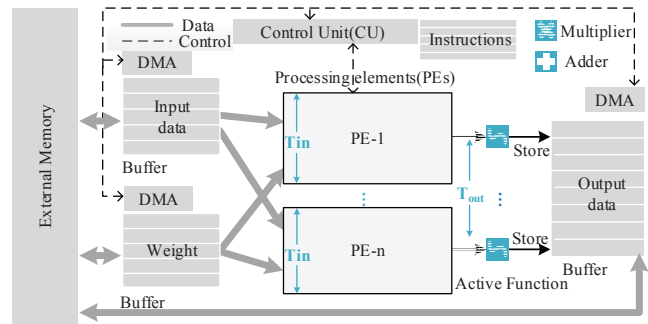 Data
Control
Control Unit(CU)
Instructions
Multiplier
Adder
DMA
Processing elements(PEs)
DMA
Input
data
Tin
PE-1
Store
Buffer
External Memory
Tout
Output
data
DMA
Weight
Tin
PE-n
Store
Buffer
Active Function
Buffer